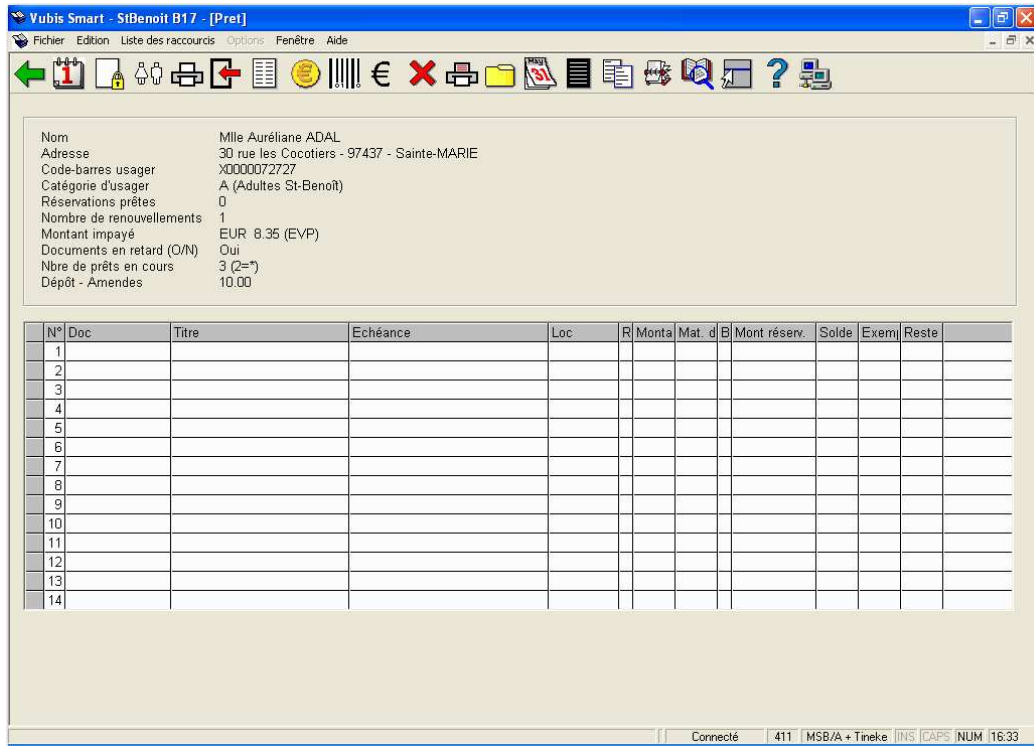 Vubis Smart - StBenoit B17 - [Pret]
Fichier Edition Liste des raccourcis Options Fenêtre Aide
1 € MAY 31 ?
Nom Mlle Auréliane ADAL
Adresse 30 rue les Cocotiers - 97437 - Sainte-MARIE
Code-barres usager X0000072727
Catégorie d'usager A (Adultes St-Benoît)
Réservations prêtes 0
Nombre de renouvellements 1
Montant impayé EUR 8.35 (EVP)
Documents en retard (O/N) Oui
Nbre de prêts en cours 3 (2=*)
Dépôt - Amendes 10.00
N° Doc Titre Echéance Loc R Monta Mat. d B Mont réserv. Solde Exemp Reste
1
2
3
4
5
6
7
8
9
10
11
12
13
14
Connecté 411 MSB/A + Tineke INS CAPS NUM 16:33